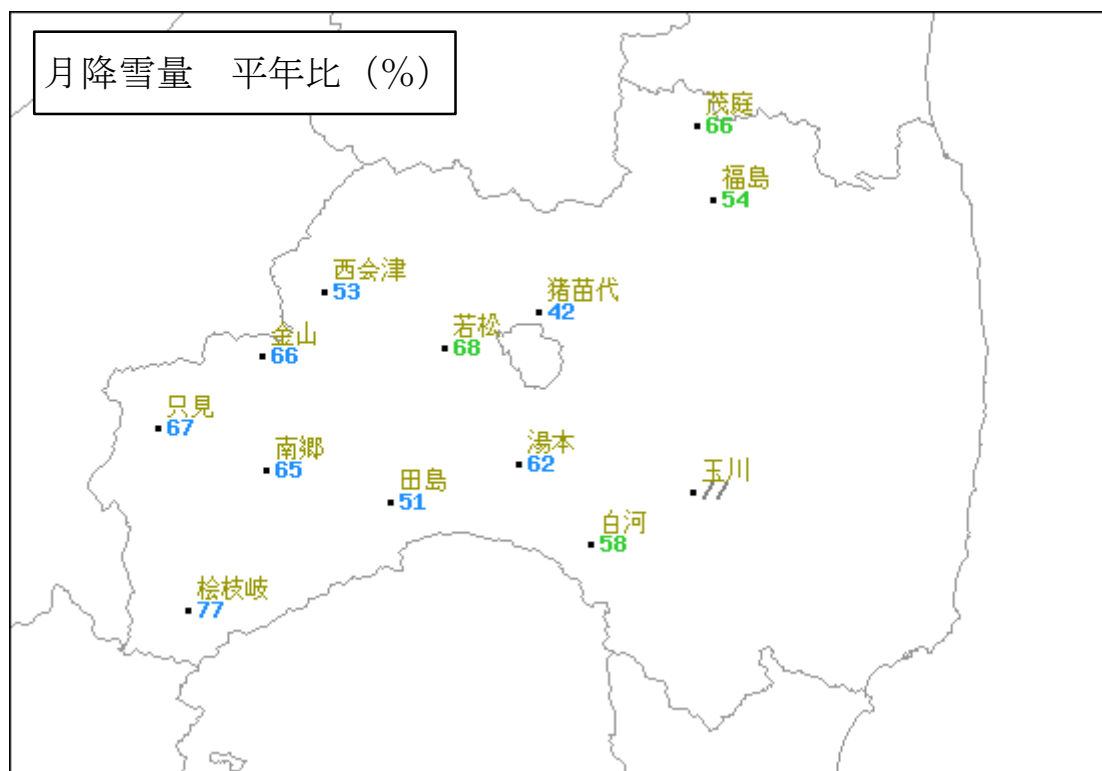 月降雪量　平年比（％）
茂庭
66
福島
54
西会津
53
猪苗代
42
金山
66
若松
68
只見
67
南郷
65
湯本
62
田島
51
玉川
//
白河
58
桧枝岐
77